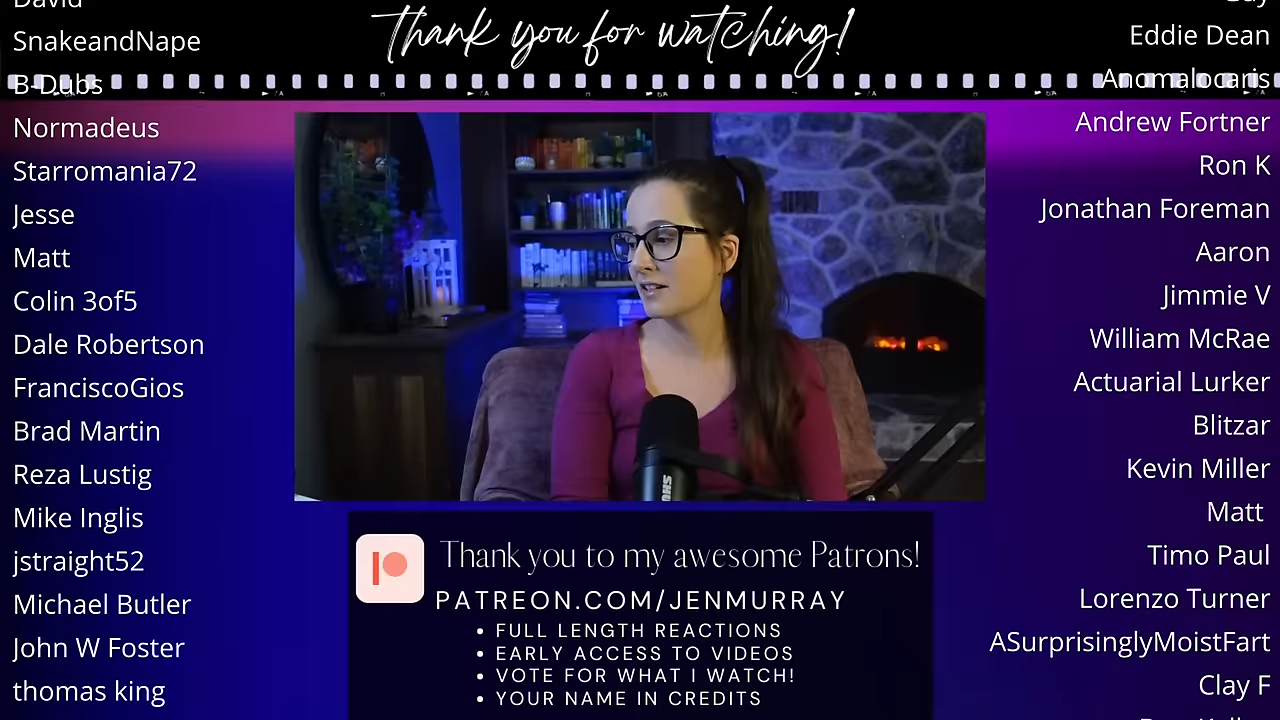 Thank you for watching!
David
SnakeandNape
B-Dubs
Normadeus
Starromania72
Jesse
Matt
Colin 3of5
Dale Robertson
FranciscoGios
Brad Martin
Reza Lustig
Mike Inglis
jstraight52
Michael Butler
John W Foster
thomas king
Eddie Dean
Anomalocaris
Andrew Fortner
Ron K
Jonathan Foreman
Aaron
Jimmie V
William McRae
Actuarial Lurker
Blitzar
Kevin Miller
Matt
Timo Paul
Lorenzo Turner
ASurprisinglyMoistFart
Clay F
SHU
Thank you to my awesome Patrons!
PATREON.COM/JENMURRAY
• FULL LENGTH REACTIONS
• EARLY ACCESS TO VIDEOS
• VOTE FOR WHAT I WATCH!
• YOUR NAME IN CREDITS